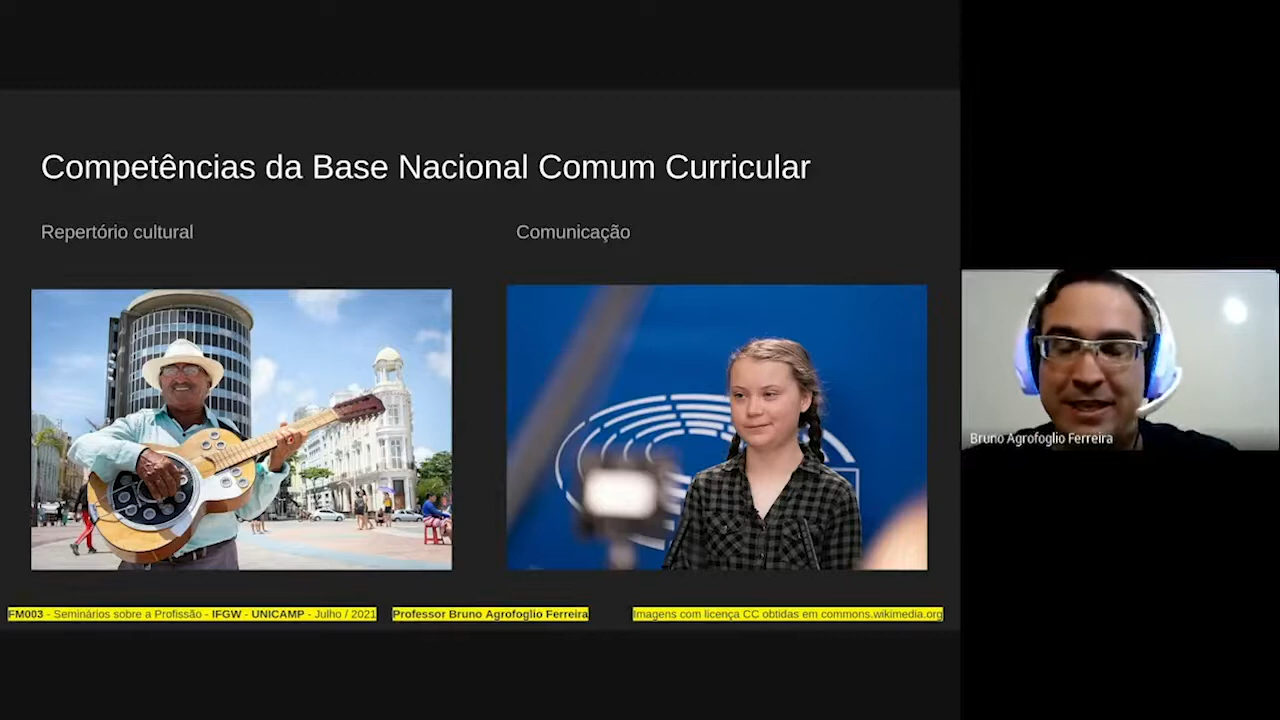 Competências da Base Nacional Comum Curricular
Repertório cultural
Comunicação
Bruno Agrofoglio Ferreira
FM003 - Seminários sobre a Profissão - IFGW - UNICAMP - Julho / 2021
Professor Bruno Agrofoglio Ferreira
Imagens com licença CC obtidas em commons.wikimedia.org